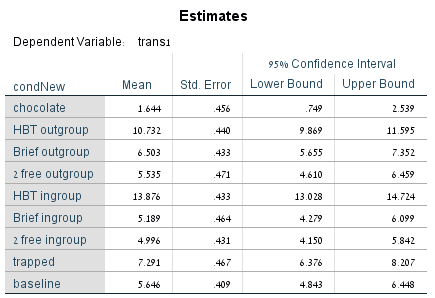 Estimates
Dependent Variable: trans1
95% Confidence Interval
condNew Mean Std. Error Lower Bound Upper Bound
chocolate 1.644 .456 .749 2.539
HBT outgroup 10.732 .440 9.869 11.595
Brief outgroup 6.503 .433 5.655 7.352
2 free outgroup 5.535 .471 4.610 6.459
HBT ingroup 13.876 .433 13.028 14.724
Brief ingroup 5.189 .464 4.279 6.099
2 free ingroup 4.996 .431 4.150 5.842
trapped 7.291 .467 6.376 8.207
baseline 5.646 .409 4.843 6.448